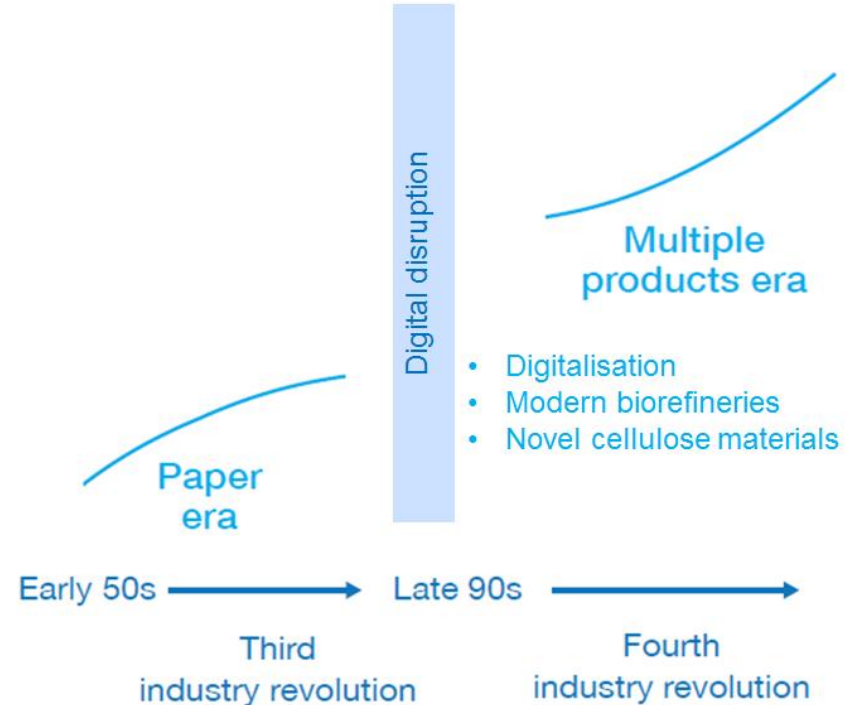 Digital disruption
Multiple
products era
• Digitalisation
• Modern biorefineries
• Novel cellulose materials
Paper
era
Early 50s
Late 90s
Third
industry revolution
Fourth
industry revolution